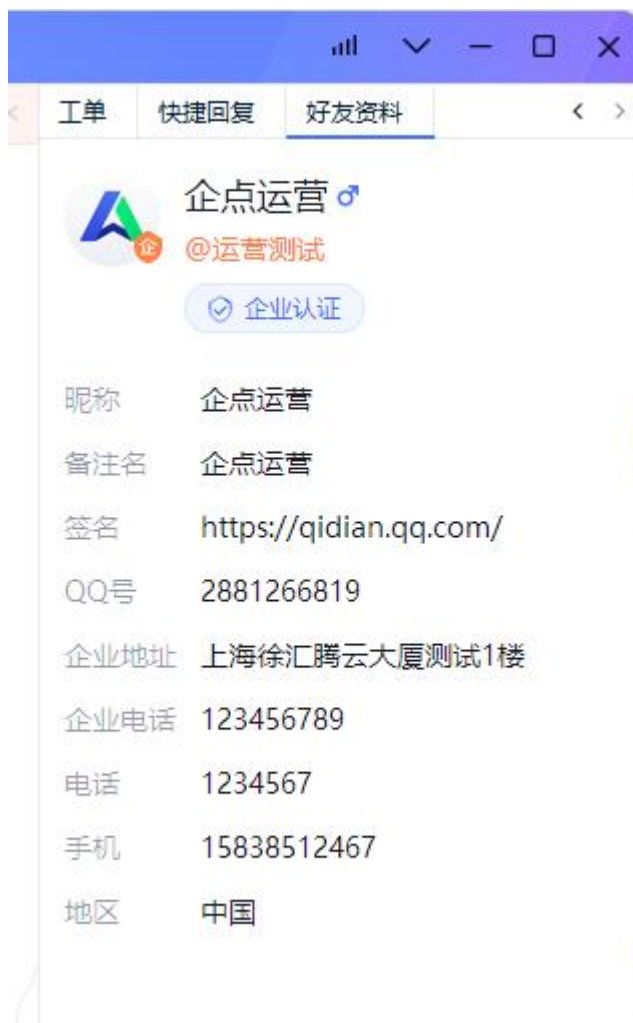 工单 快捷回复 好友资料
企点运营
企
@运营测试
企业认证
昵称 企点运营
备注名 企点运营
签名 https://qidian.qq.com/
QQ号 2881266819
企业地址 上海徐汇腾云大厦测试1楼
企业电话 123456789
电话 1234567
手机 15838512467
地区 中国